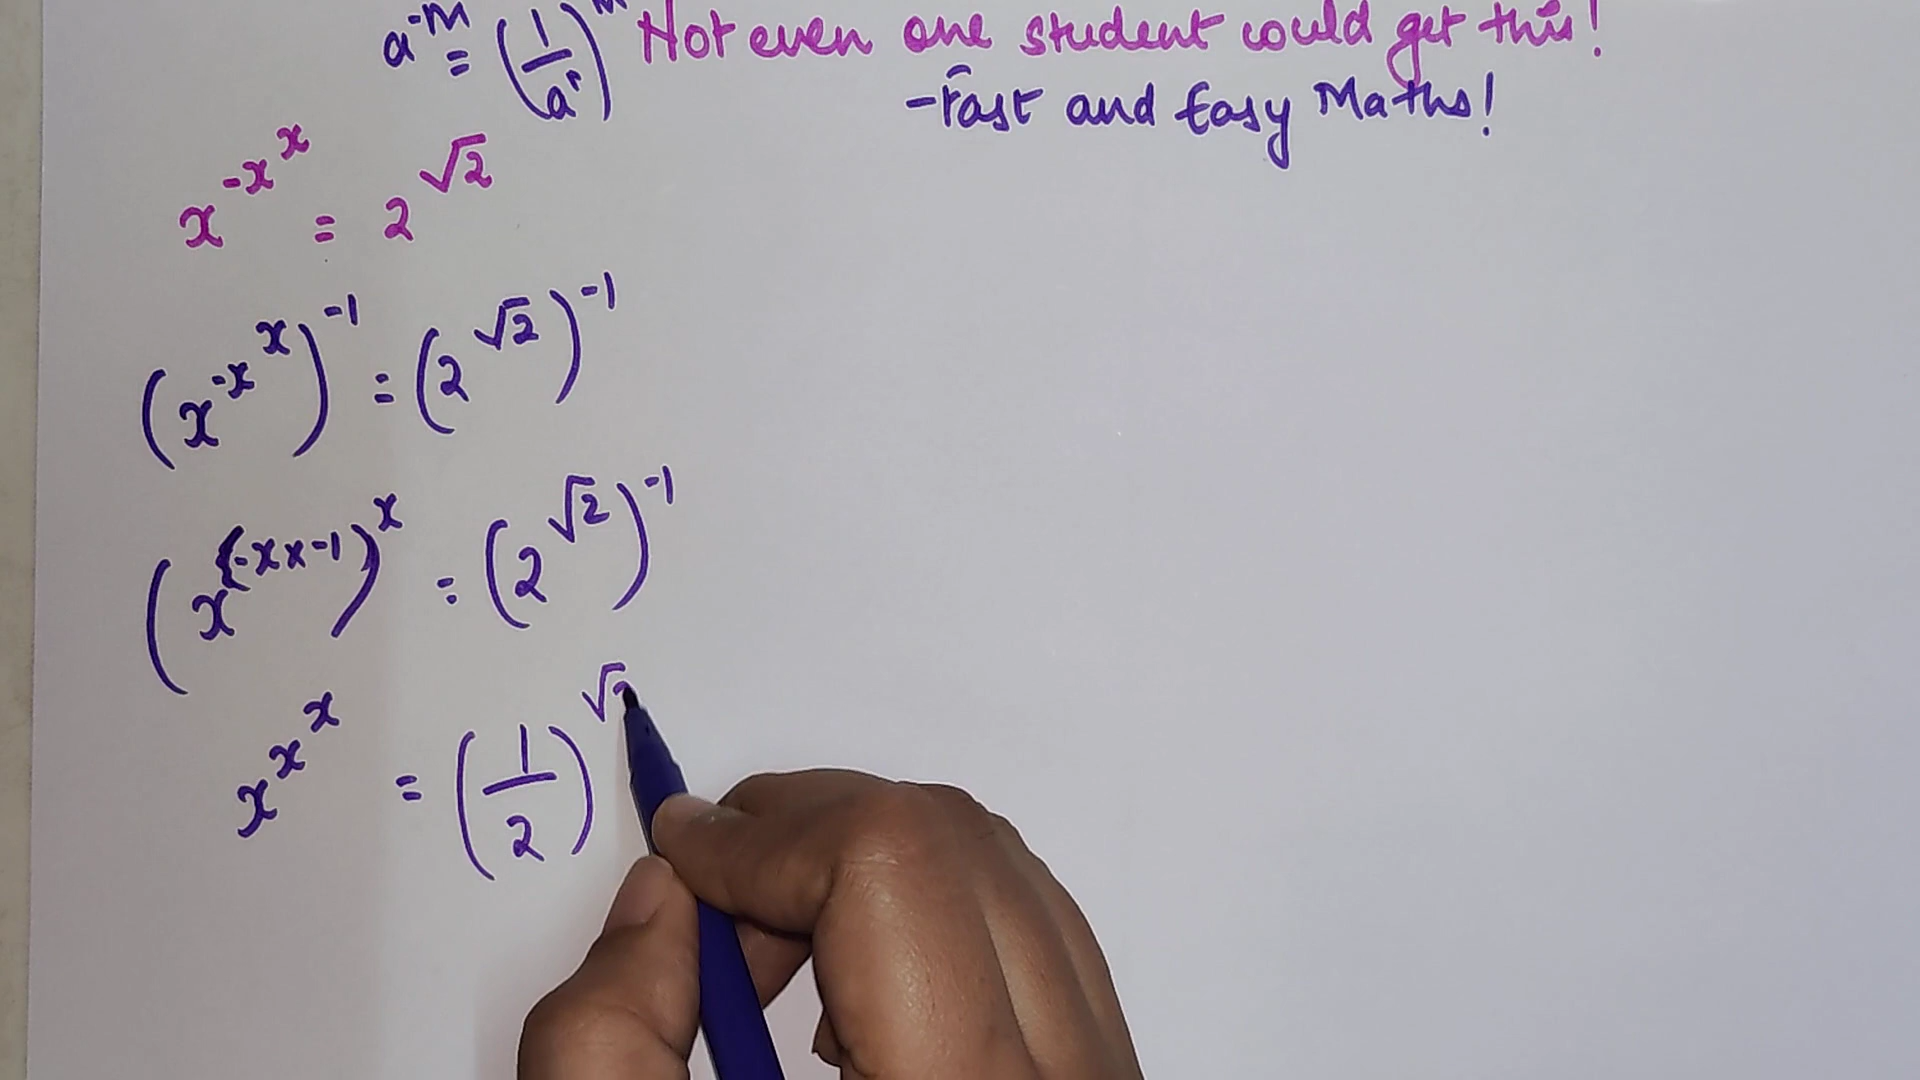 a^-m = (1/a)^m Not even one student could get this!
-Fast and Easy Maths!
x^-x^x = 2^√2
(x^-x^x)^-1 = (2^√2)^-1
(x^(-x×-1))^x = (2^√2)^-1
x^x^x = (1/2)^√